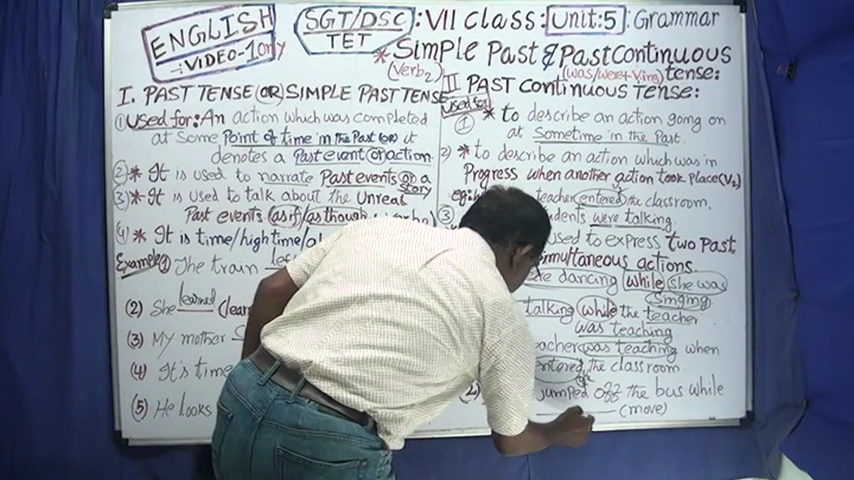 ENGLISH
-:VIDEO-1only
SGT/DSC
TET
:VII class: Unit:5 : Grammar
* Simple Past & Past Continuous
(Verb2)
(was/were+Ving) tense:
I. PAST TENSE (OR) SIMPLE PAST TENSE
① Used for: An action which was completed
at Some Point of time in the Past (or) it
denotes a Past event (or) action.
② * It is used to narrate Past events or a
story
3) * It is used to talk about the Unreal
Past events (as if/as though)
(4) * It is time/high time/
Example: ① The train
(2) She learned
(3) My mother
(4) It's time
(5) He looks
II PAST Continuous TENSE:
Used for
① * to describe an action going on
at Sometime in the Past.
2) * to describe an action which was in
Progress when another action took place (V2)
eg: teacher entered the classroom.
were talking.
③ used to express two Past
actions.
dancing while she was
Singing
talking while the teacher
was teaching
was teaching when
entered the classroom.
jumped off the bus while
(move)